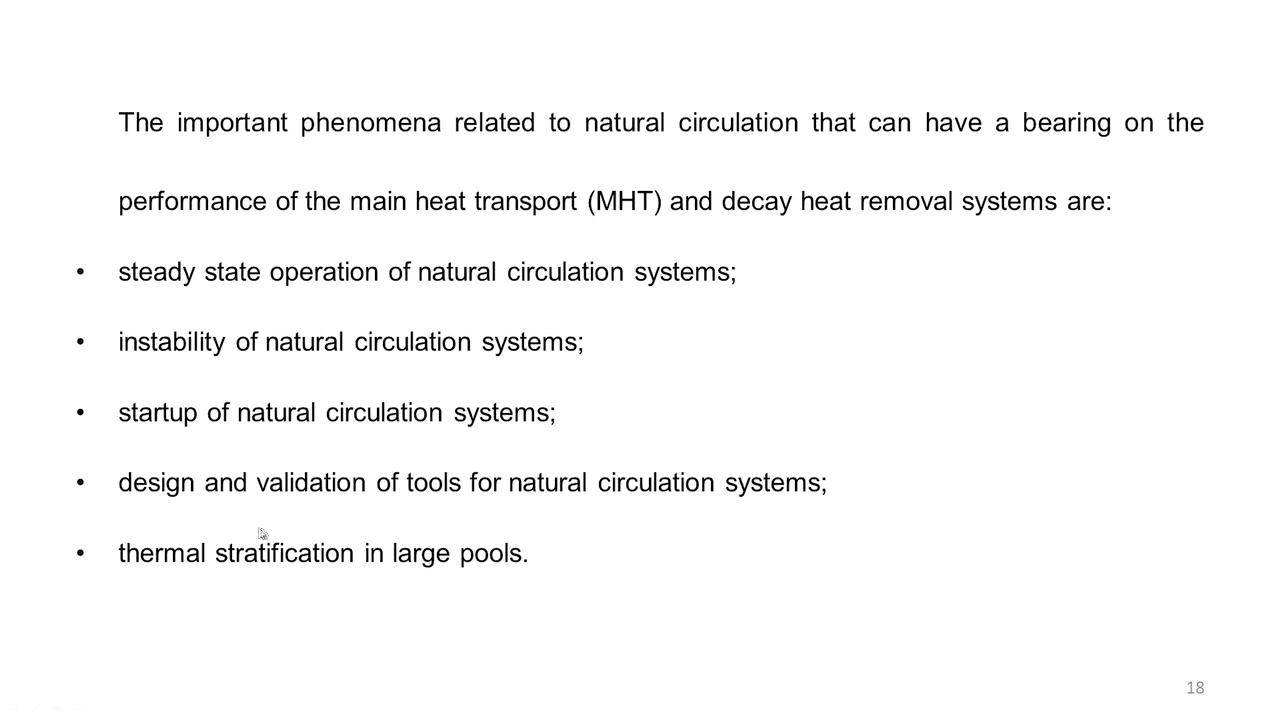 The important phenomena related to natural circulation that can have a bearing on the
performance of the main heat transport (MHT) and decay heat removal systems are:
• steady state operation of natural circulation systems;
• instability of natural circulation systems;
• startup of natural circulation systems;
• design and validation of tools for natural circulation systems;
• thermal stratification in large pools.
18